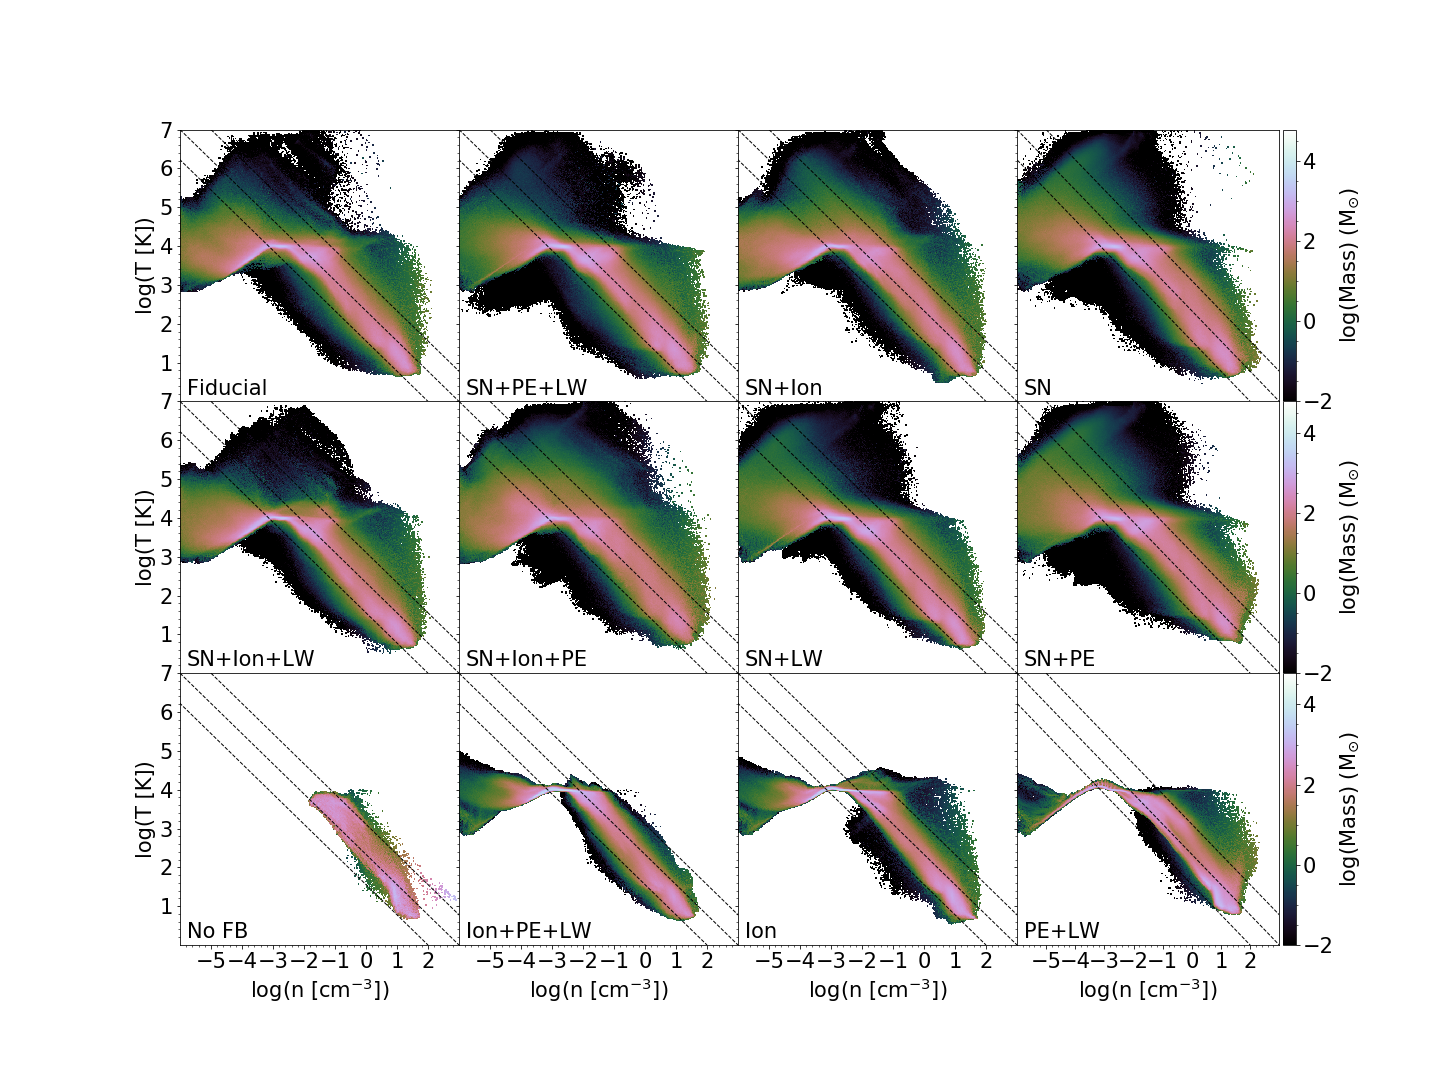 7
6
5
4
3
2
1
log(T [K])
Fiducial
SN+PE+LW
SN+Ion
SN
4
2
0
−2
log(Mass) (M⊙)
7
6
5
4
3
2
1
log(T [K])
SN+Ion+LW
SN+Ion+PE
SN+LW
SN+PE
4
2
0
−2
log(Mass) (M⊙)
7
6
5
4
3
2
1
log(T [K])
No FB
Ion+PE+LW
Ion
PE+LW
4
2
0
−2
log(Mass) (M⊙)
−5 −4 −3 −2 −1 0 1 2
−5 −4 −3 −2 −1 0 1 2
−5 −4 −3 −2 −1 0 1 2
−5 −4 −3 −2 −1 0 1 2
log(n [cm⁻³])
log(n [cm⁻³])
log(n [cm⁻³])
log(n [cm⁻³])